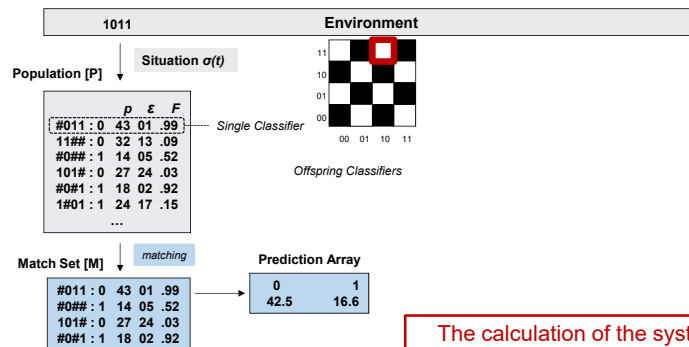 1011 Environment
Situation σ(t)
Population [P]
p ε F
#011 : 0 43 01 .99
11## : 0 32 13 .09
#0## : 1 14 05 .52
101# : 0 27 24 .03
#0#1 : 1 18 02 .92
1#01 : 1 24 17 .15
...
Single Classifier
11
10
01
00
00 01 10 11
Offspring Classifiers
matching
Match Set [M]
#011 : 0 43 01 .99
#0## : 1 14 05 .52
101# : 0 27 24 .03
#0#1 : 1 18 02 .92
Prediction Array
0 1
42.5 16.6
The calculation of the syst